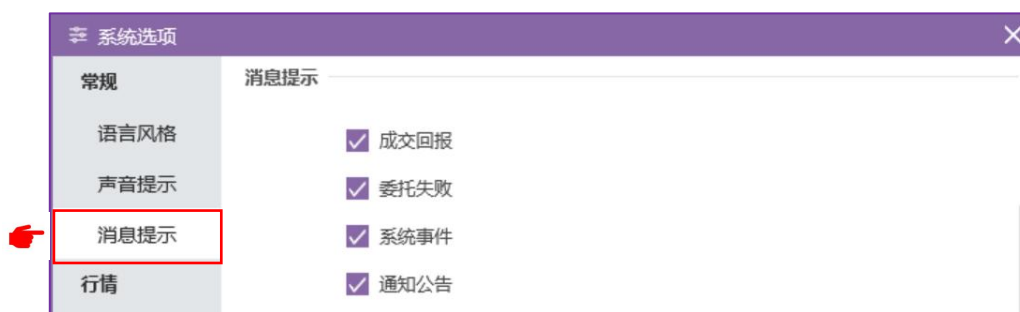 系统选项
常规
消息提示
语言风格
成交回报
声音提示
委托失败
消息提示
系统事件
行情
通知公告